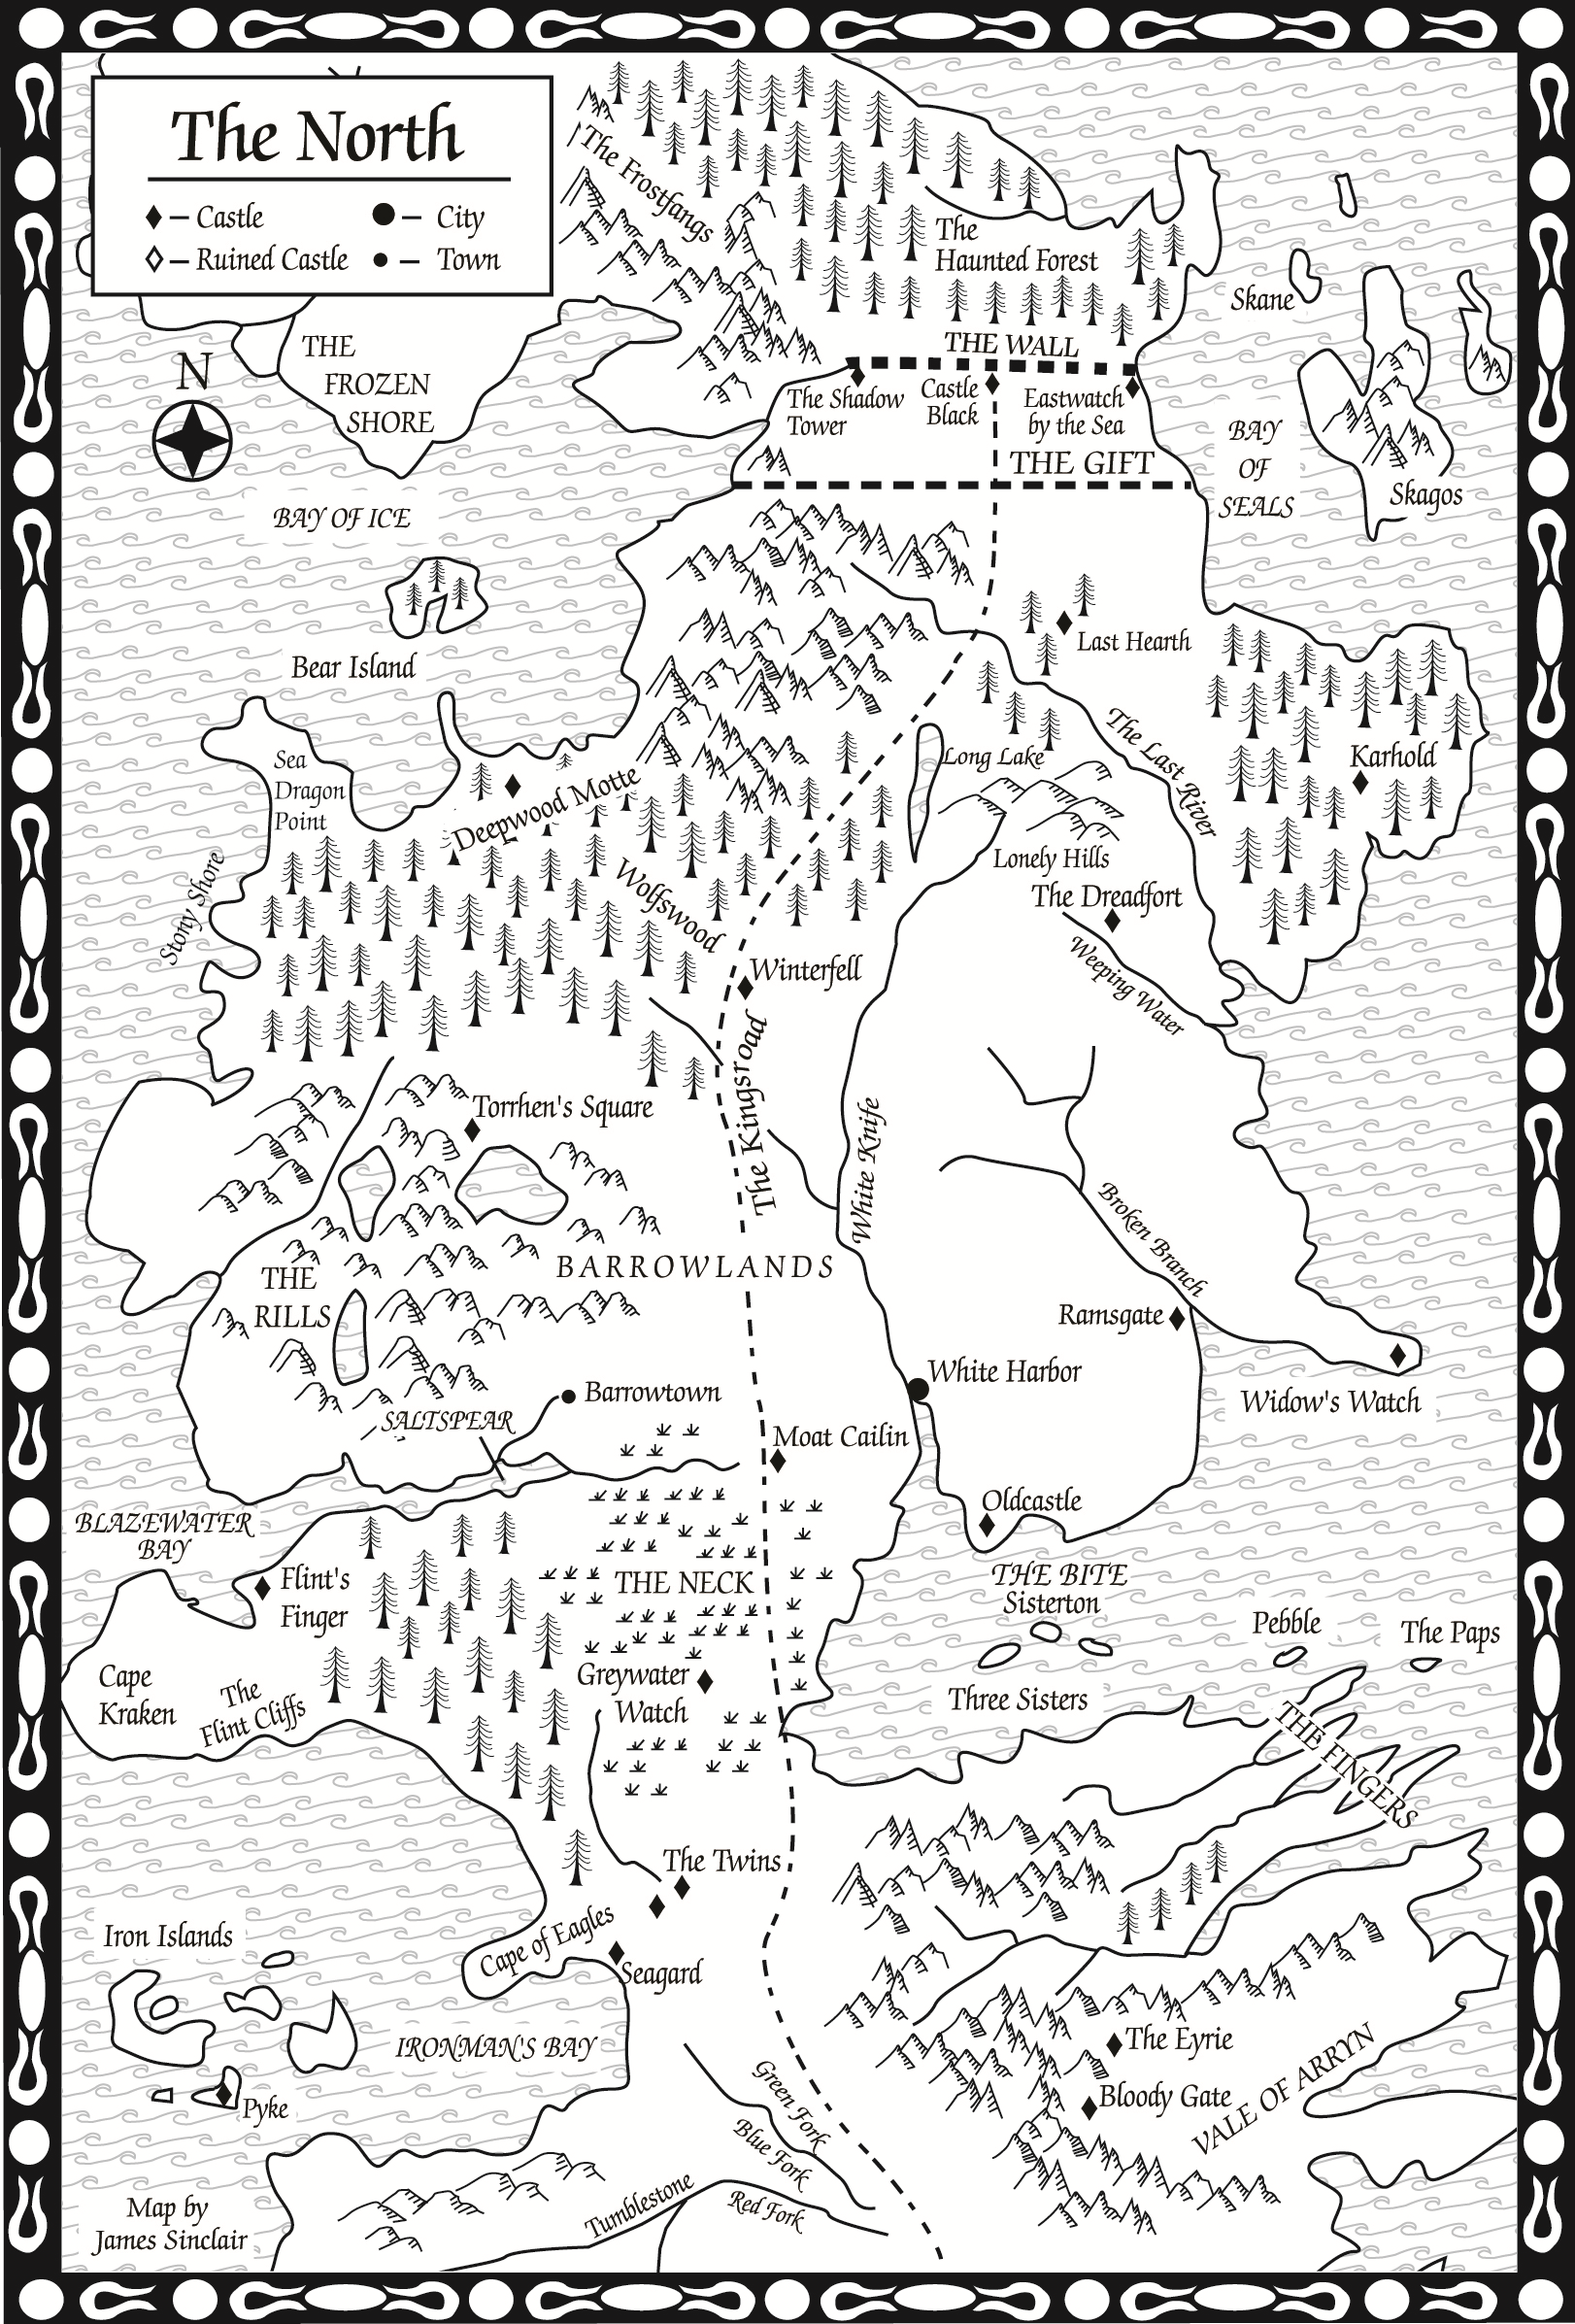 The North
— Castle
— City
— Ruined Castle
— Town
The Frostfangs
The
Haunted Forest
Skane
THE
FROZEN
SHORE
N
THE WALL
The Shadow
Tower
Castle
Black
Eastwatch
by the Sea
BAY
OF
SEALS
THE GIFT
Skagos
BAY OF ICE
Last Hearth
Bear Island
The Last River
Long Lake
Karhold
Sea
Dragon
Point
Deepwood Motte
Lonely Hills
Stony Shore
Wolfswood
The Dreadfort
Weeping Water
Winterfell
The Kingsroad
Torrhen's Square
White Knife
Broken Branch
BARROWLANDS
THE
RILLS
Ramsgate
White Harbor
Barrowtown
Widow's Watch
SALTSPEAR
Moat Cailin
Oldcastle
BLAZEWATER
BAY
Flint's
Finger
THE NECK
THE BITE
Sisterton
Pebble
The Paps
Cape
Kraken
The
Flint Cliffs
Greywater
Watch
Three Sisters
THE FINGERS
The Twins
Iron Islands
Cape of Eagles
Seagard
IRONMAN'S BAY
The Eyrie
Pyke
Green Fork
Bloody Gate
VALE OF ARRYN
Blue Fork
Tumblestone
Red Fork
Map by
James Sinclair